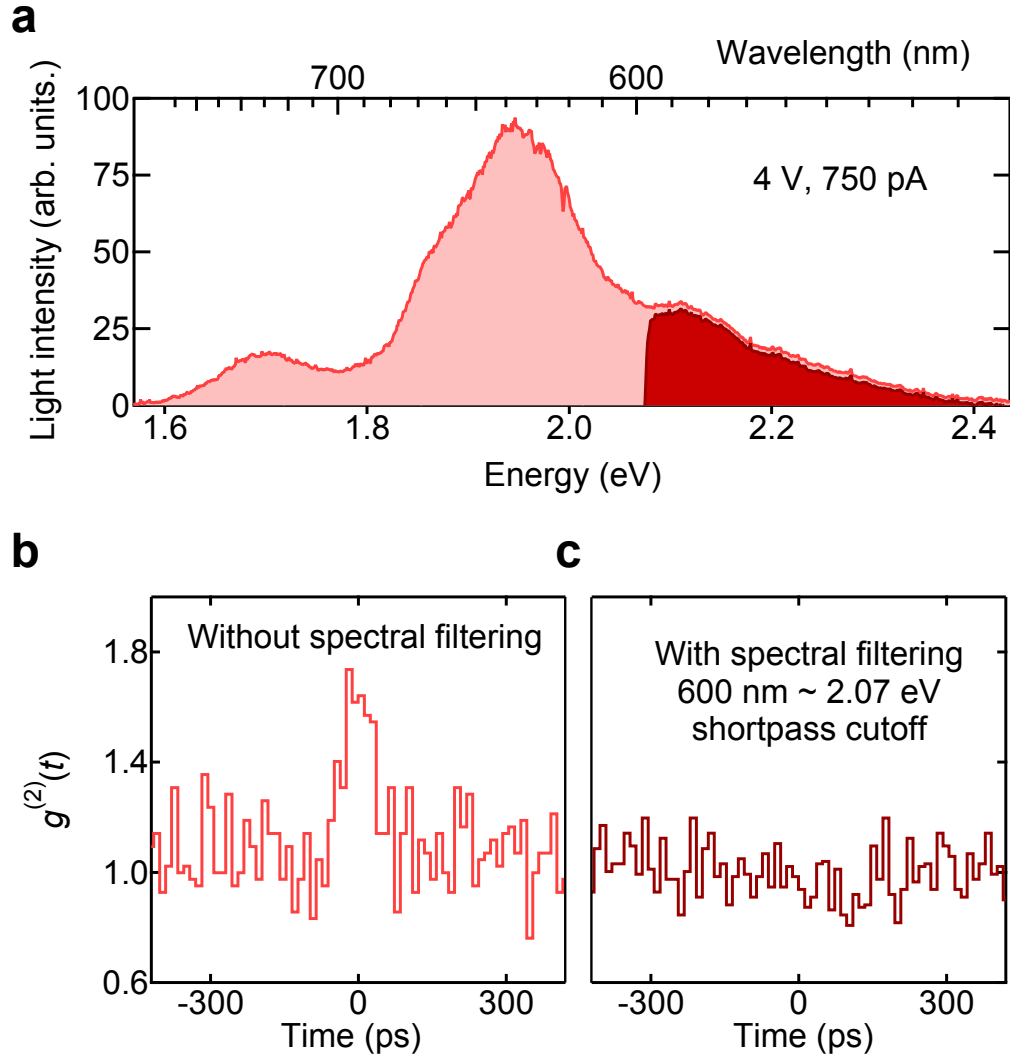 a
Wavelength (nm)
700
600
100
75
50
25
0
Light intensity (arb. units.)
4 V, 750 pA
1.6
1.8
2.0
2.2
2.4
Energy (eV)
b
c
Without spectral filtering
With spectral filtering
600 nm ~ 2.07 eV
shortpass cutoff
1.8
1.4
1.0
0.6
g(2)(t)
-300
0
300
-300
0
300
Time (ps)
Time (ps)